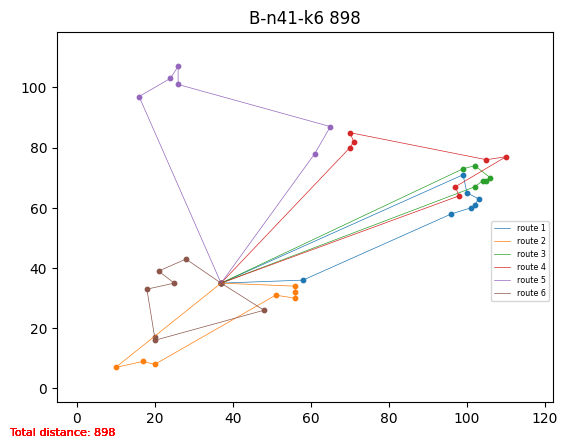 B-n41-k6 898
100
80
60
40
20
0
route 1
route 2
route 3
route 4
route 5
route 6
0 20 40 60 80 100 120
Total distance: 898